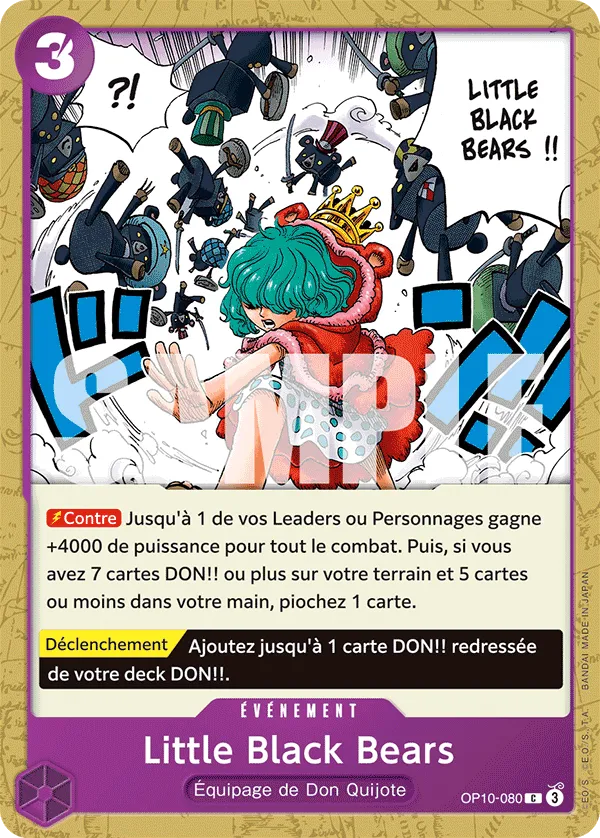 3
?!
LITTLE
BLACK
BEARS !!
SAMPLE
Contre Jusqu'à 1 de vos Leaders ou Personnages gagne
+4000 de puissance pour tout le combat. Puis, si vous
avez 7 cartes DON!! ou plus sur votre terrain et 5 cartes
ou moins dans votre main, piochez 1 carte.
Déclenchement Ajoutez jusqu'à 1 carte DON!! redressée
de votre deck DON!!.
ÉVÉNEMENT
Little Black Bears
Équipage de Don Quijote
OP10-080 C 3
BANDAI MADE IN JAPAN